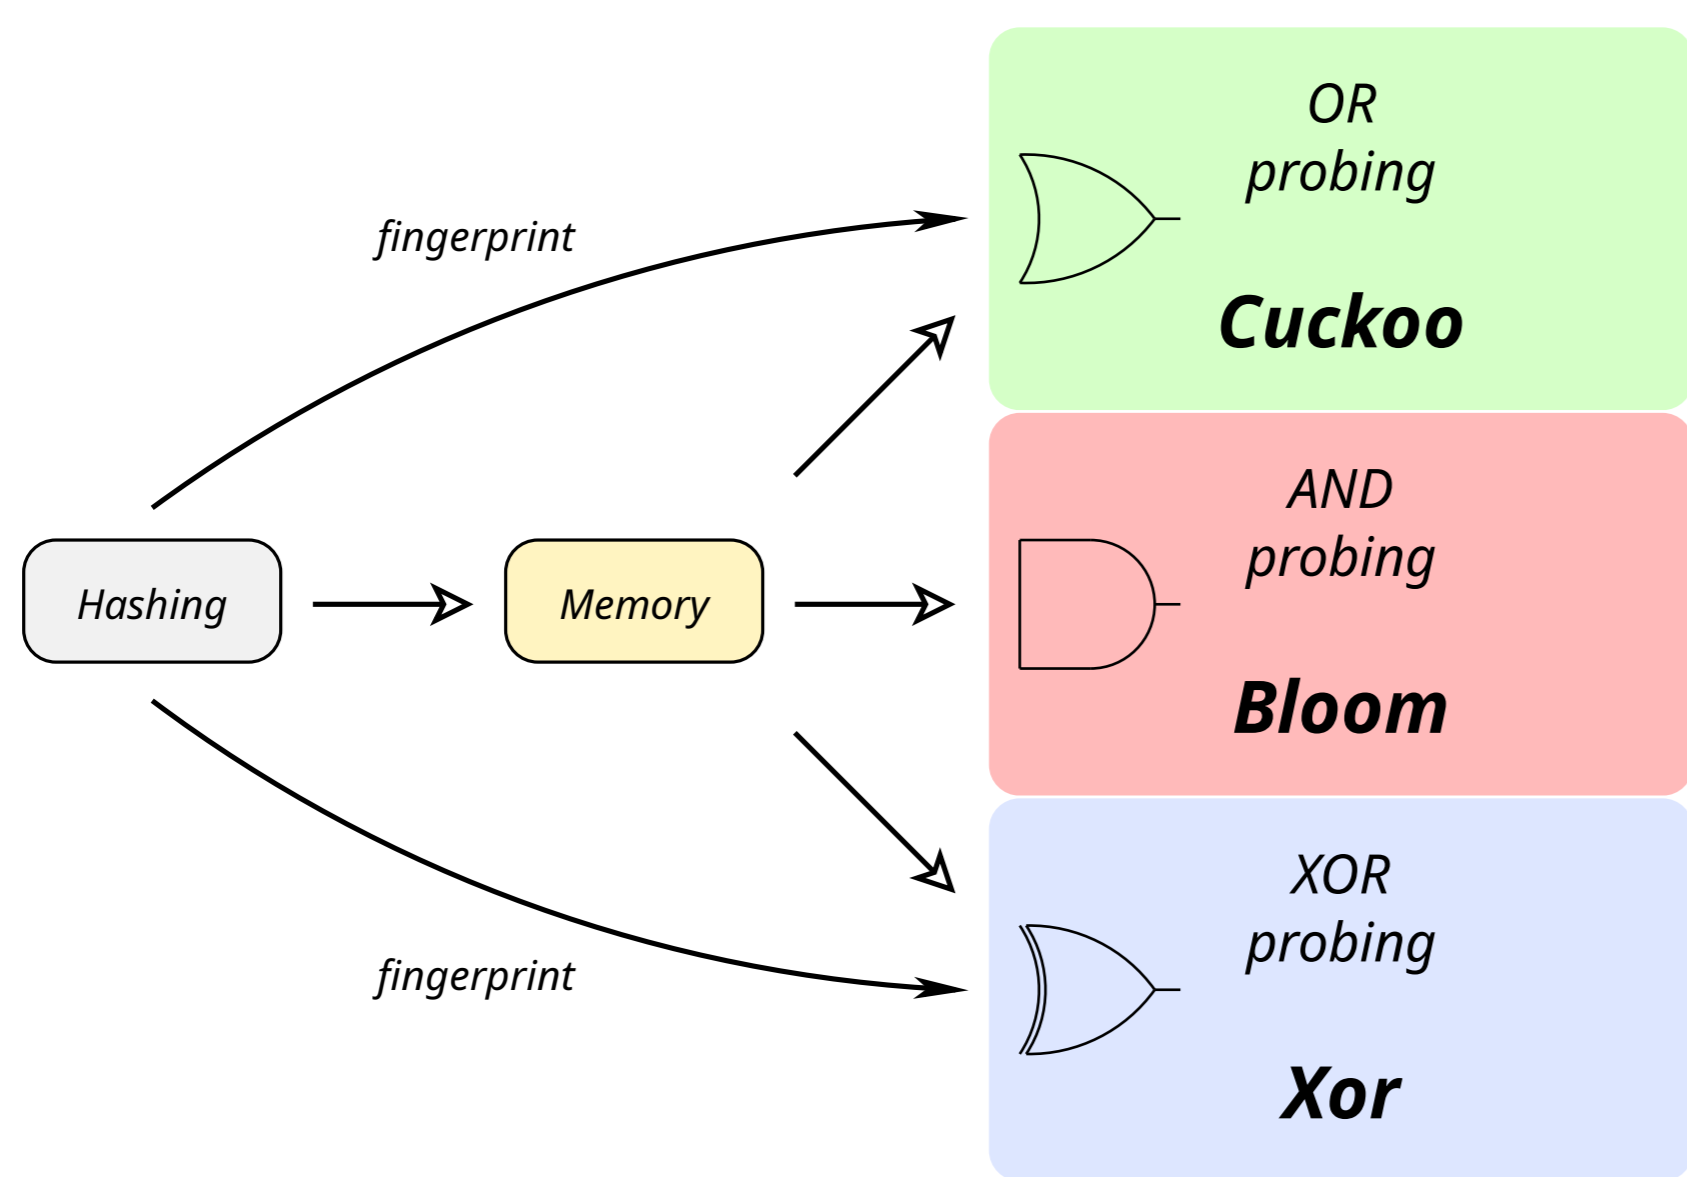 OR
probing
fingerprint
Cuckoo
AND
probing
Hashing
Memory
Bloom
XOR
probing
fingerprint
Xor